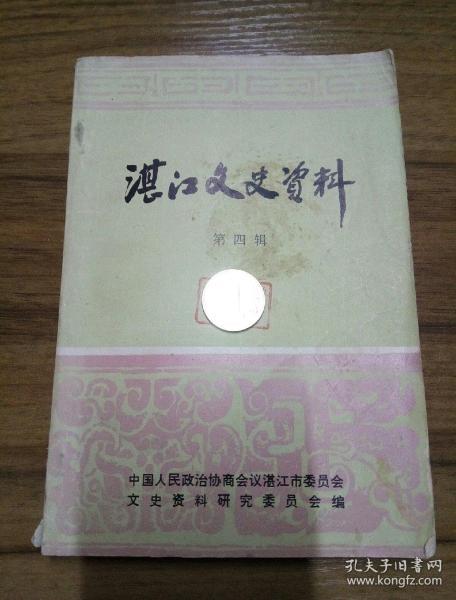 湛江文史资料
第四辑
中国人民政治协商会议湛江市委员会
文史资料研究委员会编
孔夫子旧书网
www.kongfz.com